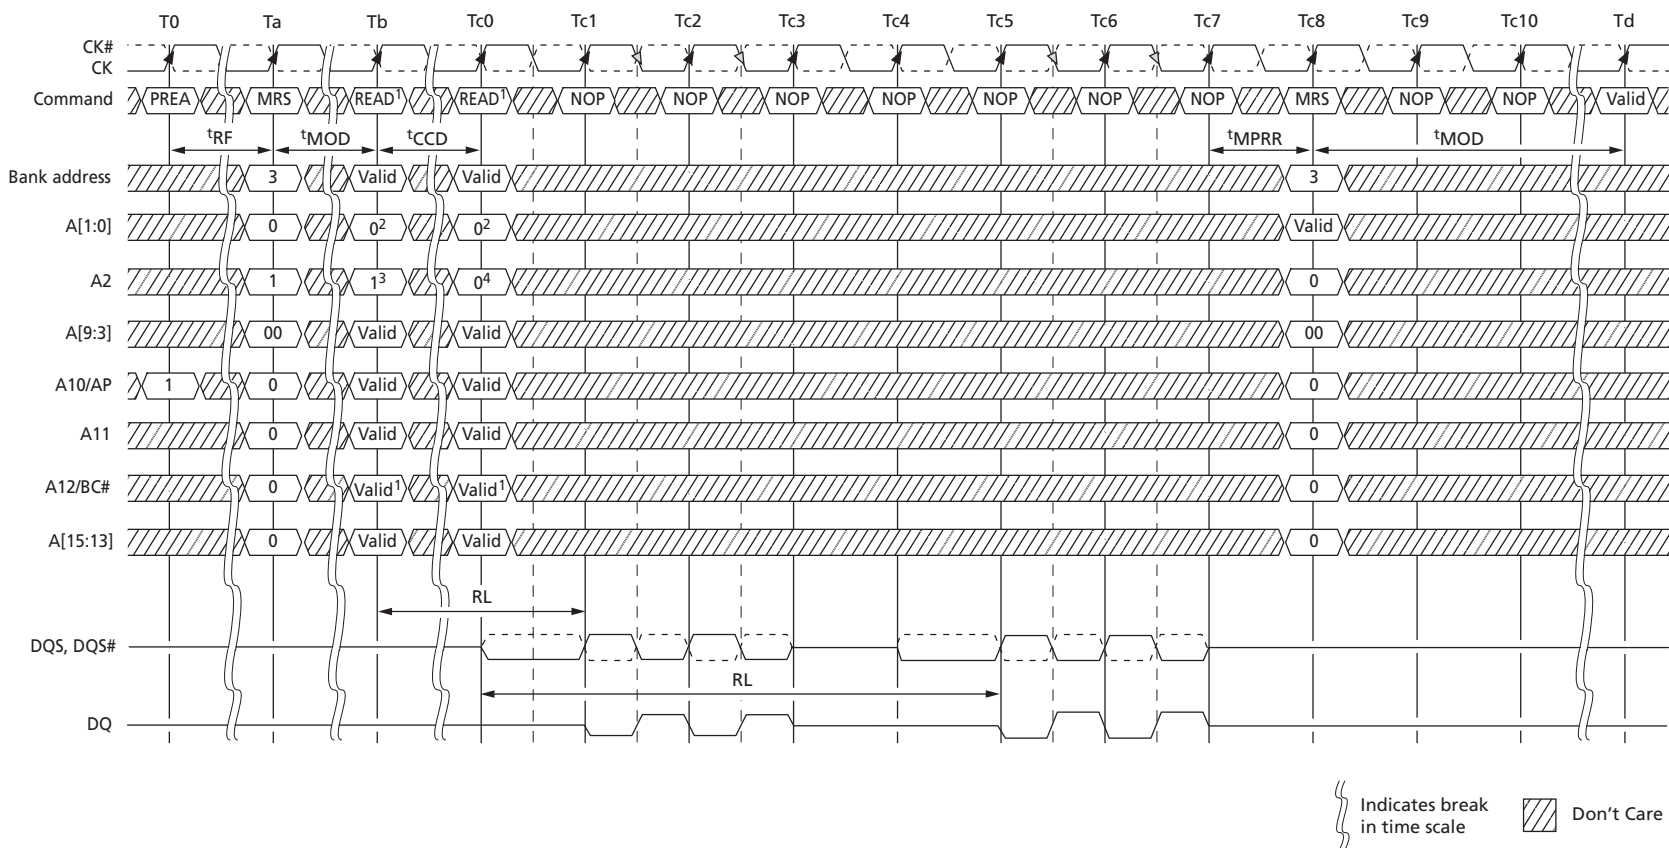 T0 Ta Tb Tc0 Tc1 Tc2 Tc3 Tc4 Tc5 Tc6 Tc7 Tc8 Tc9 Tc10 Td
CK#
CK
Command PREA MRS READ¹ READ¹ NOP NOP NOP NOP NOP NOP NOP MRS NOP NOP Valid
ᵗRF ᵗMOD ᵗCCD ᵗMPRR ᵗMOD
Bank address 3 Valid Valid 3
A[1:0] 0 0² 0² Valid
A2 1 1³ 0⁴ 0
A[9:3] 00 Valid Valid 00
A10/AP 1 0 Valid Valid 0
A11 0 Valid Valid 0
A12/BC# 0 Valid¹ Valid¹ 0
A[15:13] 0 Valid Valid 0
RL
DQS, DQS#
RL
DQ
Indicates break
in time scale
Don't Care